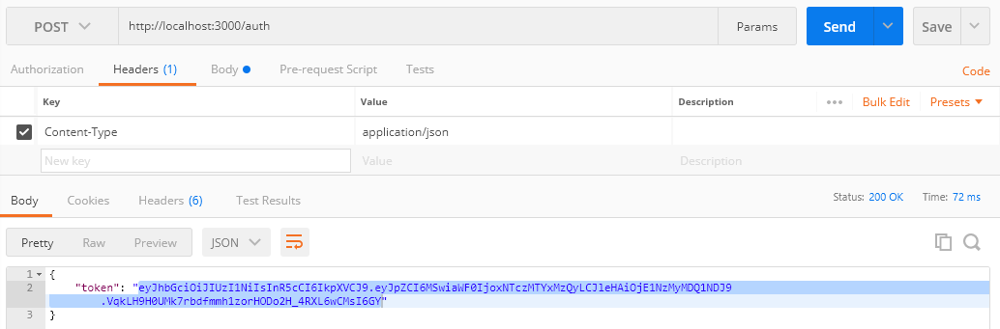 POST http://localhost:3000/auth Params Send Save
Authorization Headers (1) Body Pre-request Script Tests Code
Key Value Description ••• Bulk Edit Presets
Content-Type application/json
New key Value Description
Body Cookies Headers (6) Test Results Status: 200 OK Time: 72 ms
Pretty Raw Preview JSON
1 {
2 "token": "eyJhbGciOiJIUzI1NiIsInR5cCI6IkpXVCJ9.eyJpZCI6MSwiaWF0IjoxNTczMTYxMzQyLCJleHAiOjE1NzMyMDQ1NDJ9
.VqkLH9H0UMk7rbdfmmh1zorHODo2H_4RXL6wCMsI6GY"
3 }